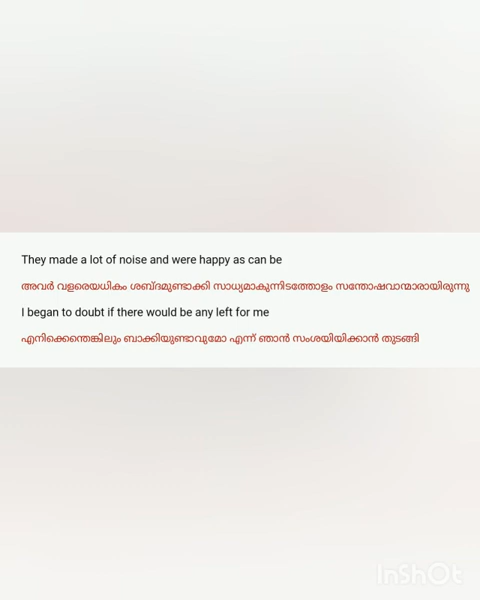 They made a lot of noise and were happy as can be
അവർ വളരെയധികം ശബ്ദമുണ്ടാക്കി സാധ്യമാകുന്നിടത്തോളം സന്തോഷവാന്മാരായിരുന്നു
I began to doubt if there would be any left for me
എനിക്കെന്തെങ്കിലും ബാക്കിയുണ്ടാവുമോ എന്ന് ഞാൻ സംശയിയിക്കാൻ തുടങ്ങി
InShOt